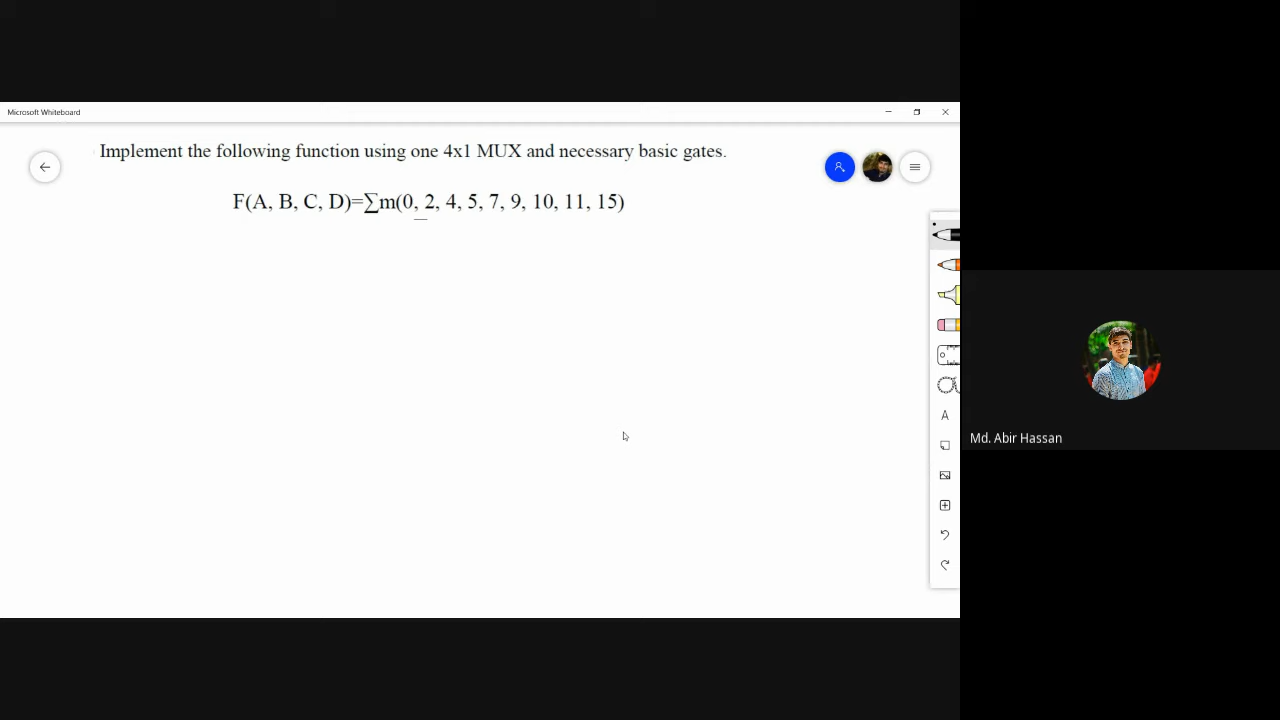 Microsoft Whiteboard
Implement the following function using one 4x1 MUX and necessary basic gates.
F(A, B, C, D)=∑m(0, 2, 4, 5, 7, 9, 10, 11, 15)
A
Md. Abir Hassan